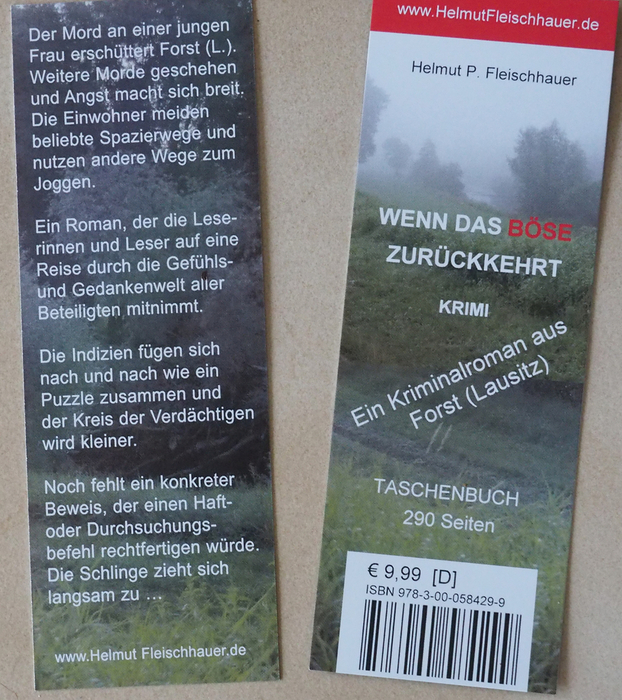 Der Mord an einer jungen
Frau erschüttert Forst (L.).
Weitere Morde geschehen
und Angst macht sich breit.
Die Einwohner meiden
beliebte Spazierwege und
nutzen andere Wege zum
Joggen.
Ein Roman, der die Lese-
rinnen und Leser auf eine
Reise durch die Gefühls-
und Gedankenwelt aller
Beteiligten mitnimmt.
Die Indizien fügen sich
nach und nach wie ein
Puzzle zusammen und
der Kreis der Verdächtigen
wird kleiner.
Noch fehlt ein konkreter
Beweis, der einen Haft-
oder Durchsuchungs-
befehl rechtfertigen würde.
Die Schlinge zieht sich
langsam zu ...
www.Helmut Fleischhauer.de
www.HelmutFleischhauer.de
Helmut P. Fleischhauer
WENN DAS BÖSE
ZURÜCKKEHRT
KRIMI
Ein Kriminalroman aus
Forst (Lausitz)
TASCHENBUCH
290 Seiten
€ 9,99 [D]
ISBN 978-3-00-058429-9